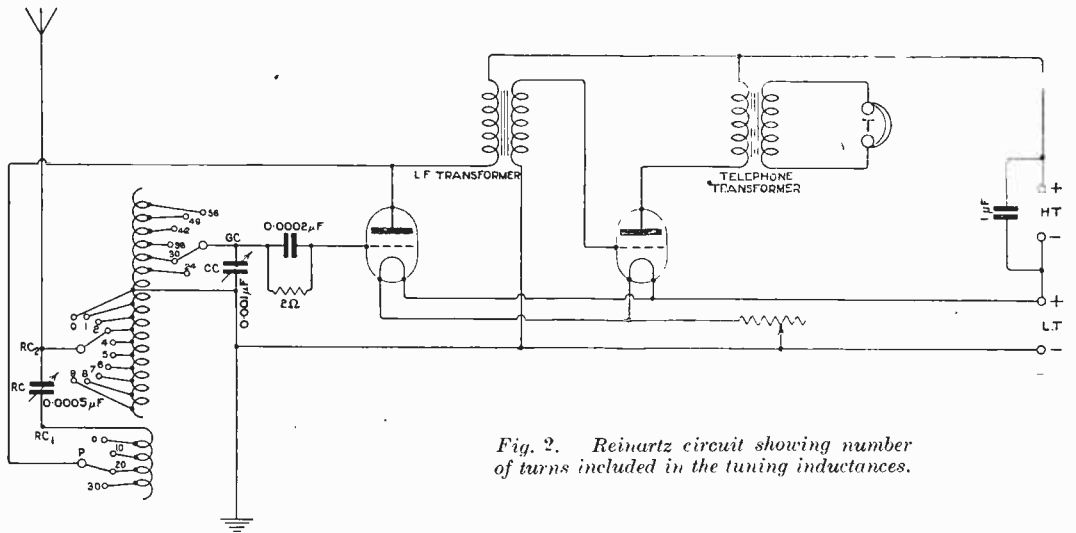 L F TRANSFORMER
TELEPHONE
TRANSFORMER
T
1 µF
+
HT
−
+
L.T
−
56
49
42
36
30
24
GC
CC
0·0002µF
2Ω
0·001µF
0
1
2
4
5
6
7
8
9
RC₂
RC
0·0005µF
RC₁
P
0
10
20
30
Fig. 2. Reinartz circuit showing number
of turns included in the tuning inductances.